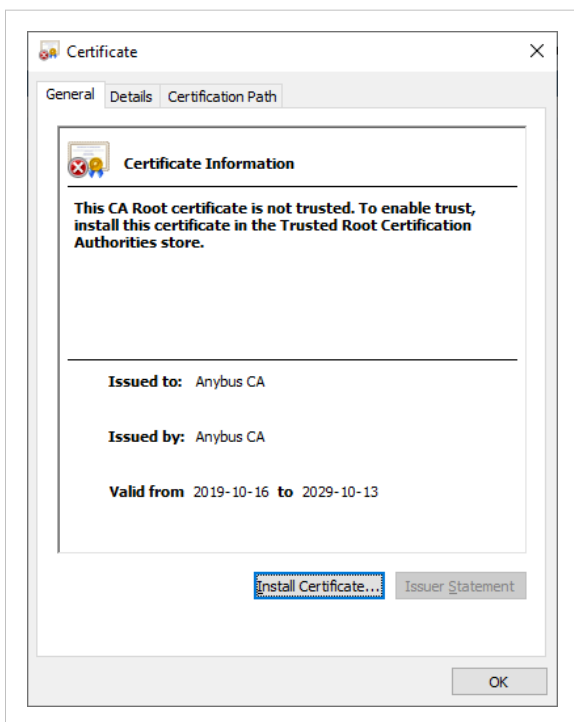 Certificate
General Details Certification Path
Certificate Information
This CA Root certificate is not trusted. To enable trust,
install this certificate in the Trusted Root Certification
Authorities store.
Issued to: Anybus CA
Issued by: Anybus CA
Valid from 2019-10-16 to 2029-10-13
Install Certificate... Issuer Statement
OK